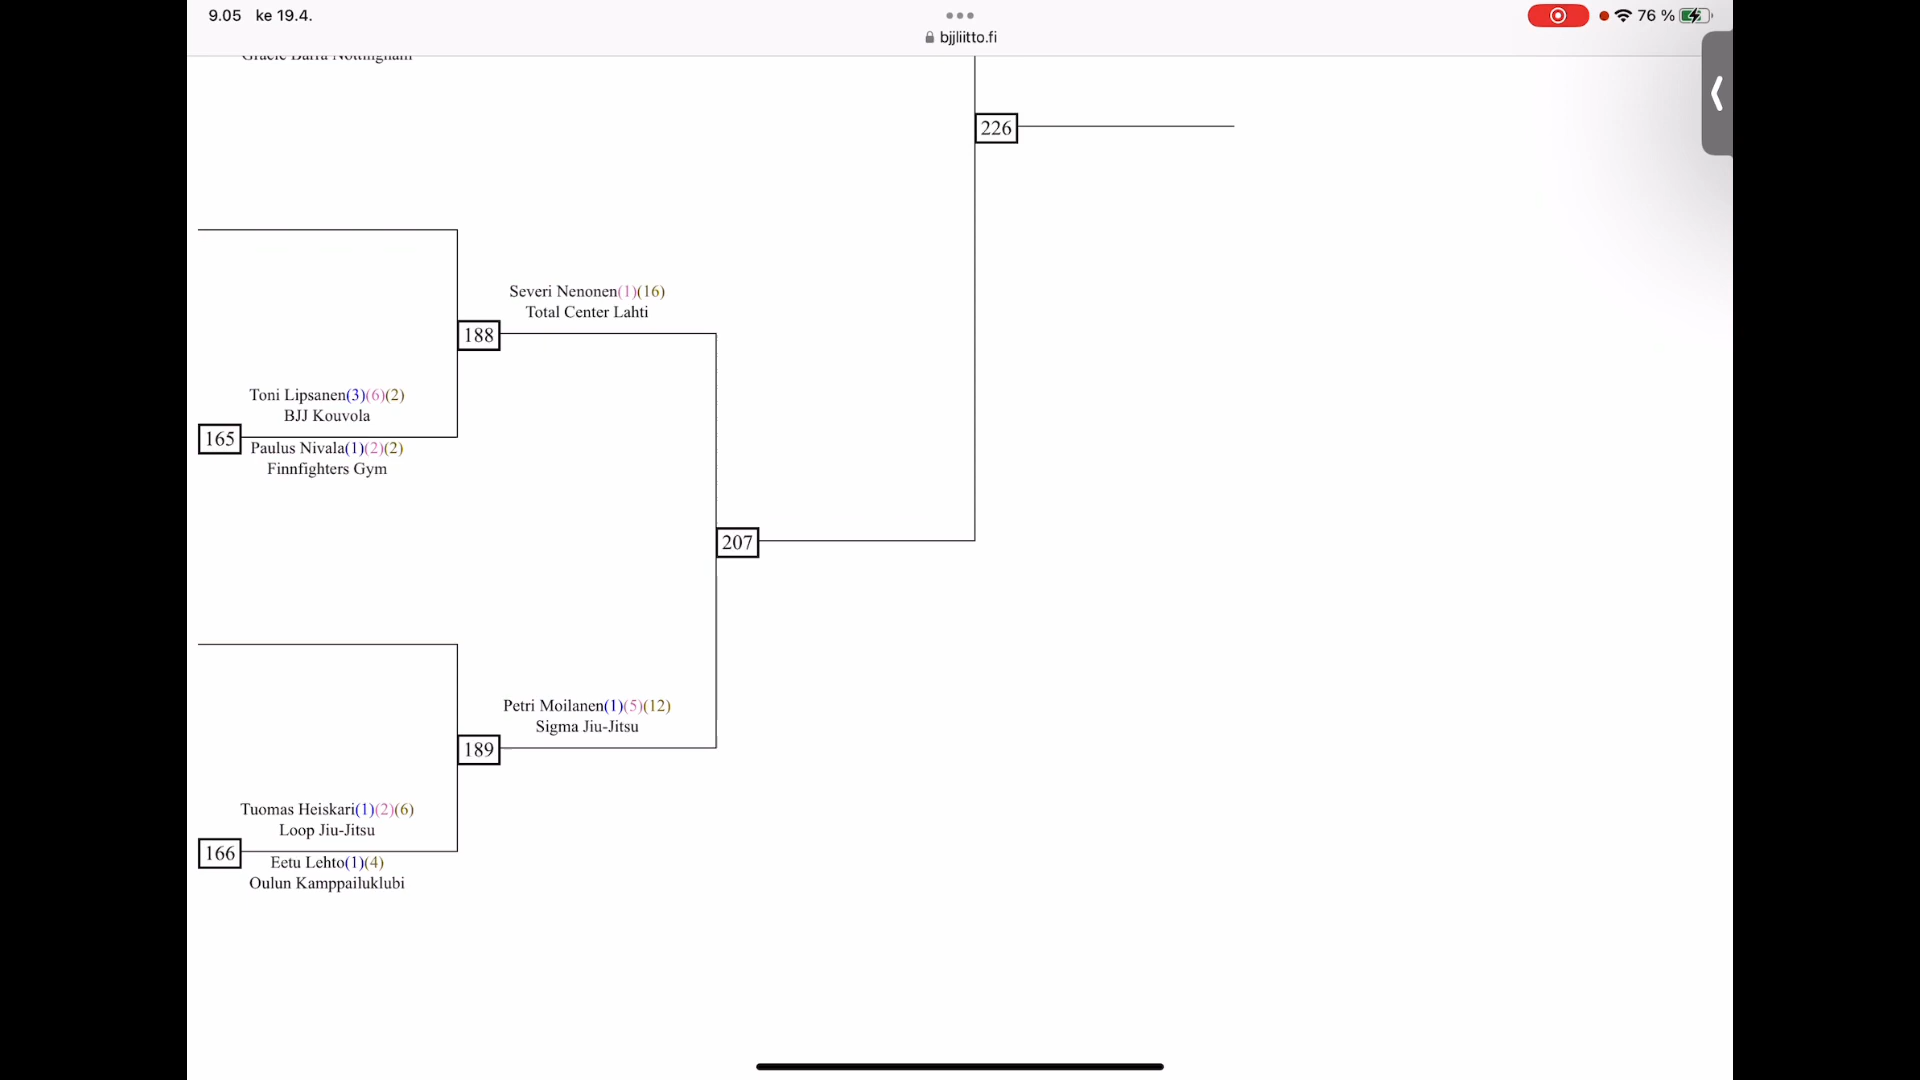 9.05 ke 19.4.
76 %
bjjliitto.fi
Gracie Barra Nottingham
226
Severi Nenonen(1)(16)
Total Center Lahti
188
Toni Lipsanen(3)(6)(2)
BJJ Kouvola
165
Paulus Nivala(1)(2)(2)
Finnfighters Gym
207
Petri Moilanen(1)(5)(12)
Sigma Jiu-Jitsu
189
Tuomas Heiskari(1)(2)(6)
Loop Jiu-Jitsu
166
Eetu Lehto(1)(4)
Oulun Kamppailuklubi